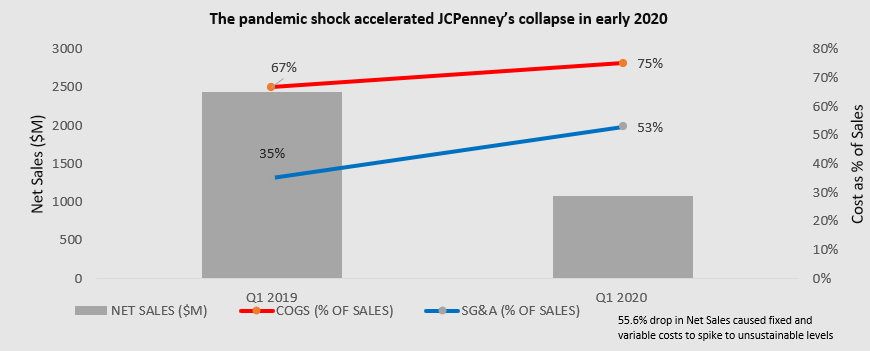 The pandemic shock accelerated JCPenney's collapse in early 2020
3000
2500
2000
1500
1000
500
0
Net Sales ($M)
67%
35%
75%
53%
80%
70%
60%
50%
40%
30%
20%
10%
0%
Cost as % of Sales
Q1 2019
Q1 2020
NET SALES ($M)
COGS (% OF SALES)
SG&A (% OF SALES)
55.6% drop in Net Sales caused fixed and
variable costs to spike to unsustainable levels